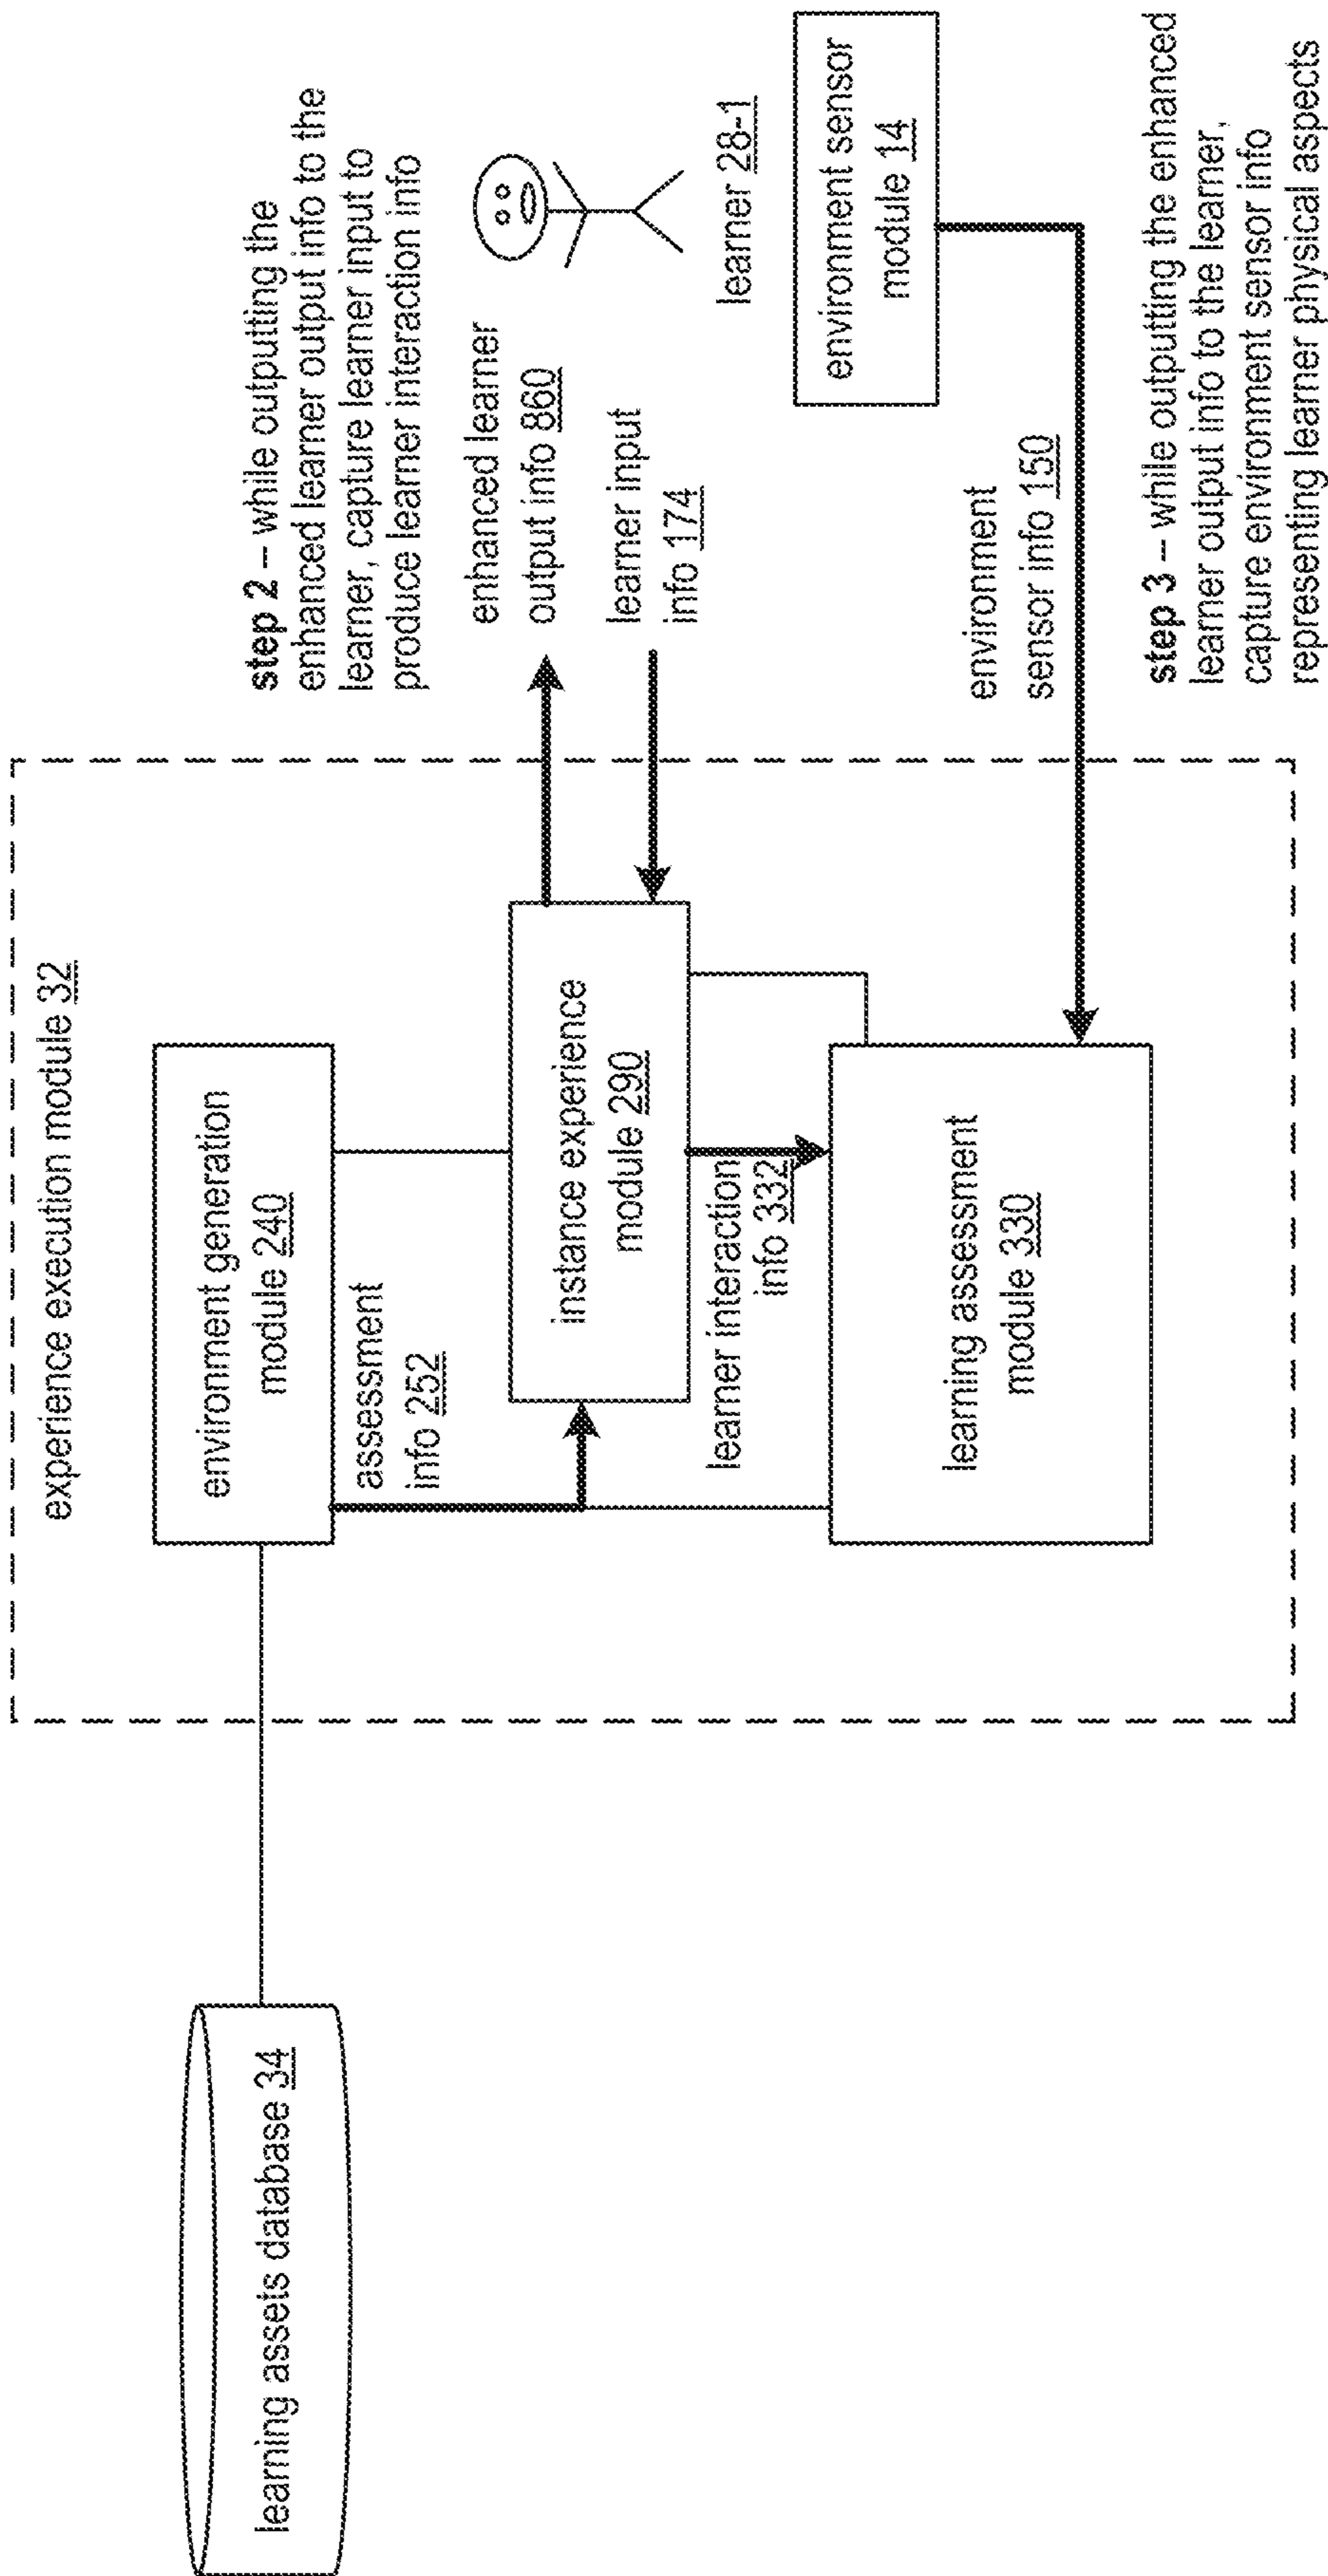 experience execution module 32
learning assets database 34
environment generation
module 240
assessment
info 252
instance experience
module 290
learner interaction
info 332
learning assessment
module 330
step 2 – while outputting the
enhanced learner output info to the
learner, capture learner input to
produce learner interaction info
enhanced learner
output info 860
learner input
info 174
learner 28-1
environment sensor
module 14
environment
sensor info 150
step 3 – while outputting the enhanced
learner output info to the learner,
capture environment sensor info
representing learner physical aspects